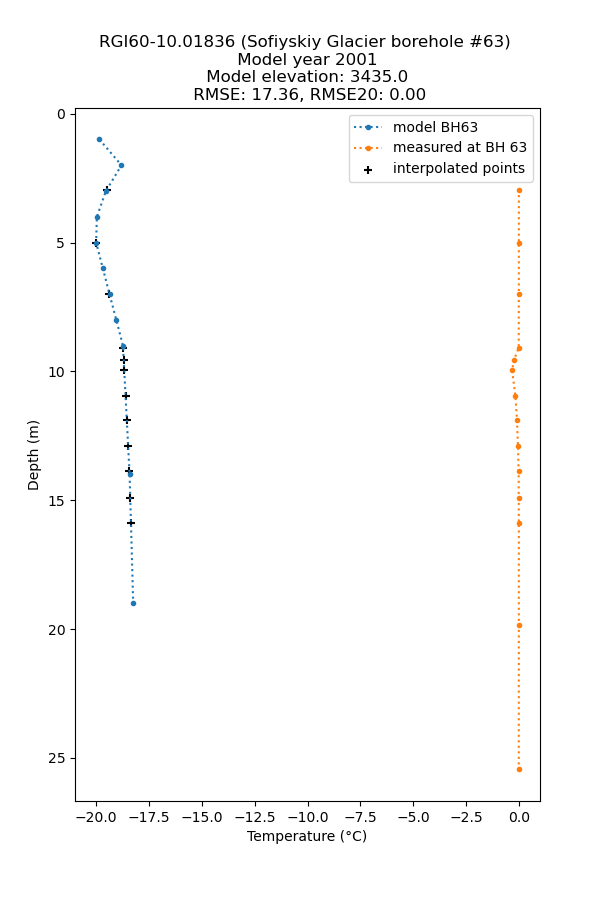 RGI60-10.01836 (Sofiyskiy Glacier borehole #63)
Model year 2001
Model elevation: 3435.0
RMSE: 17.36, RMSE20: 0.00
model BH63
measured at BH 63
interpolated points
0
5
10
15
20
25
Depth (m)
−20.0 −17.5 −15.0 −12.5 −10.0 −7.5 −5.0 −2.5 0.0
Temperature (°C)